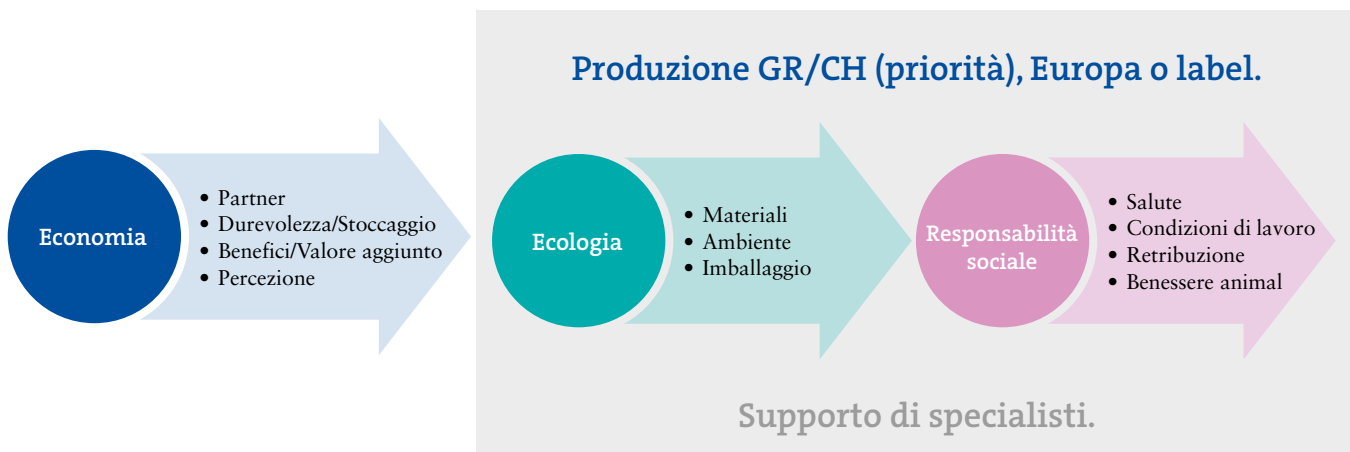 Produzione GR/CH (priorità), Europa o label.
Economia
• Partner
• Durevolezza/Stoccaggio
• Benefici/Valore aggiunto
• Percezione
Ecologia
• Materiali
• Ambiente
• Imballaggio
Responsabilità
sociale
• Salute
• Condizioni di lavoro
• Retribuzione
• Benessere animal
Supporto di specialisti.